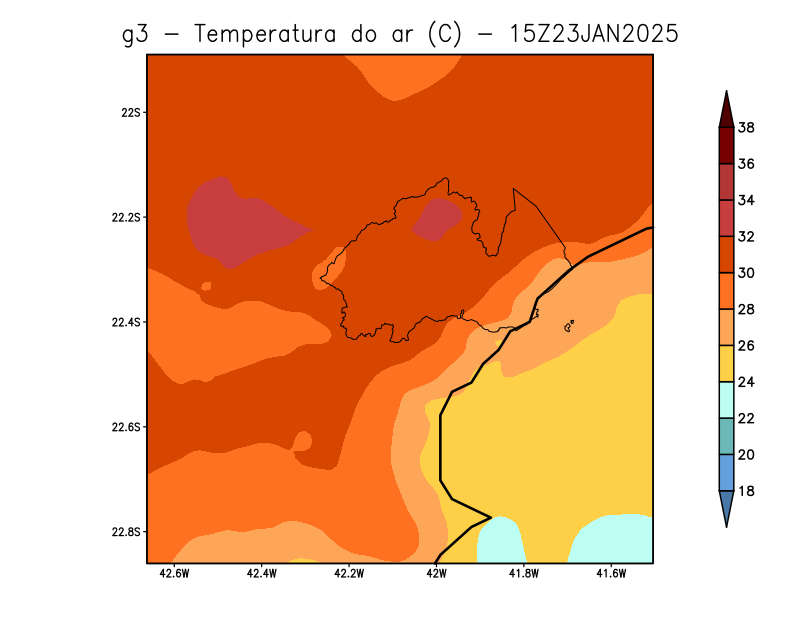 g3 − Temperatura do ar (C) − 15Z23JAN2025
22S
22.2S
22.4S
22.6S
22.8S
42.6W
42.4W
42.2W
42W
41.8W
41.6W
38
36
34
32
30
28
26
24
22
20
18